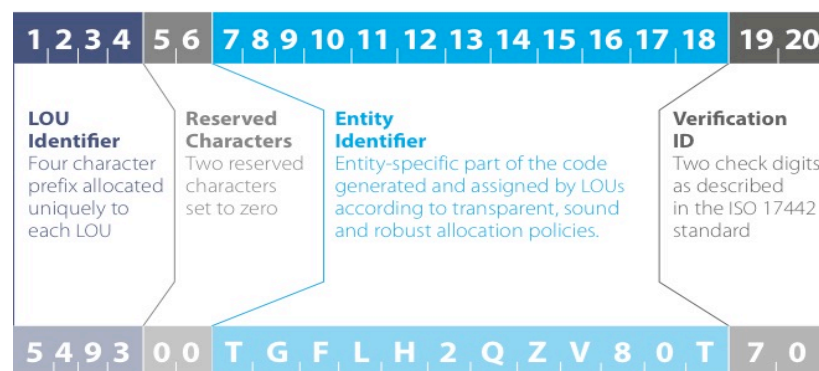 1 2 3 4 5 6 7 8 9 10 11 12 13 14 15 16 17 18 19 20
LOU
Identifier
Four character
prefix allocated
uniquely to
each LOU
Reserved
Characters
Two reserved
characters
set to zero
Entity
Identifier
Entity-specific part of the code
generated and assigned by LOUs
according to transparent, sound
and robust allocation policies.
Verification
ID
Two check digits
as described
in the ISO 17442
standard
5 4 9 3 0 0 T G F L H 2 Q Z V 8 0 T 7 0